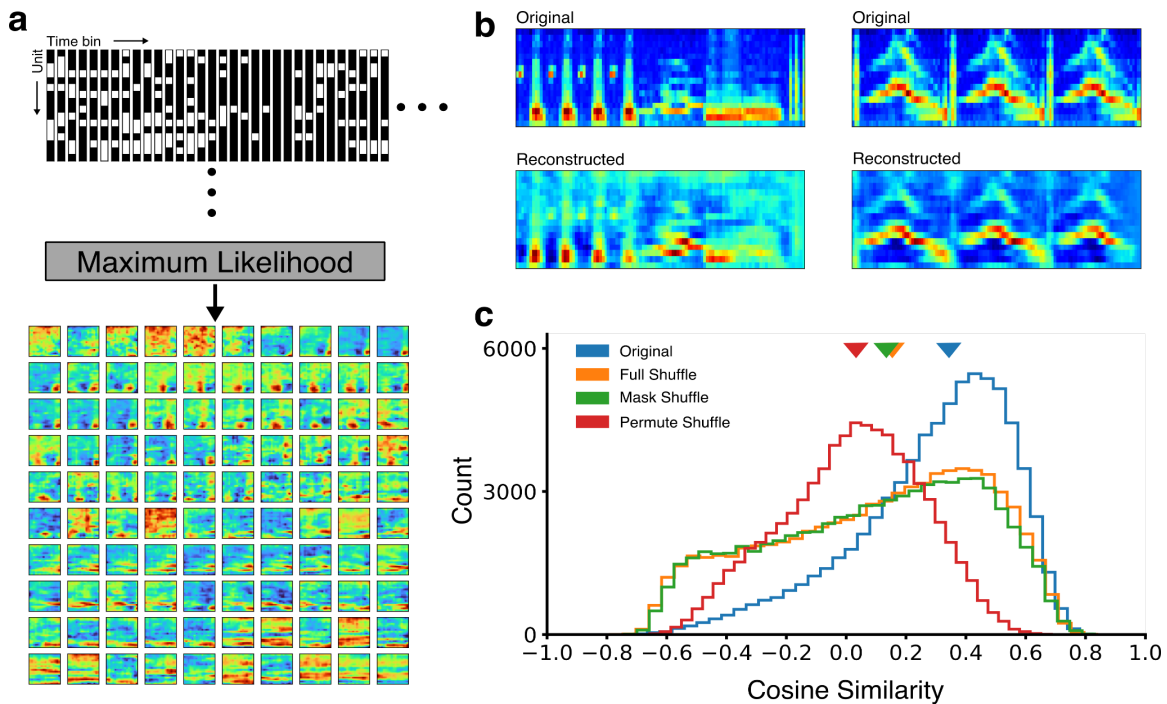 a
Time bin
Unit
Maximum Likelihood
b
Original
Original
Reconstructed
Reconstructed
c
6000
3000
0
Count
Original
Full Shuffle
Mask Shuffle
Permute Shuffle
−1.0 −0.8 −0.6 −0.4 −0.2 0.0 0.2 0.4 0.6 0.8 1.0
Cosine Similarity